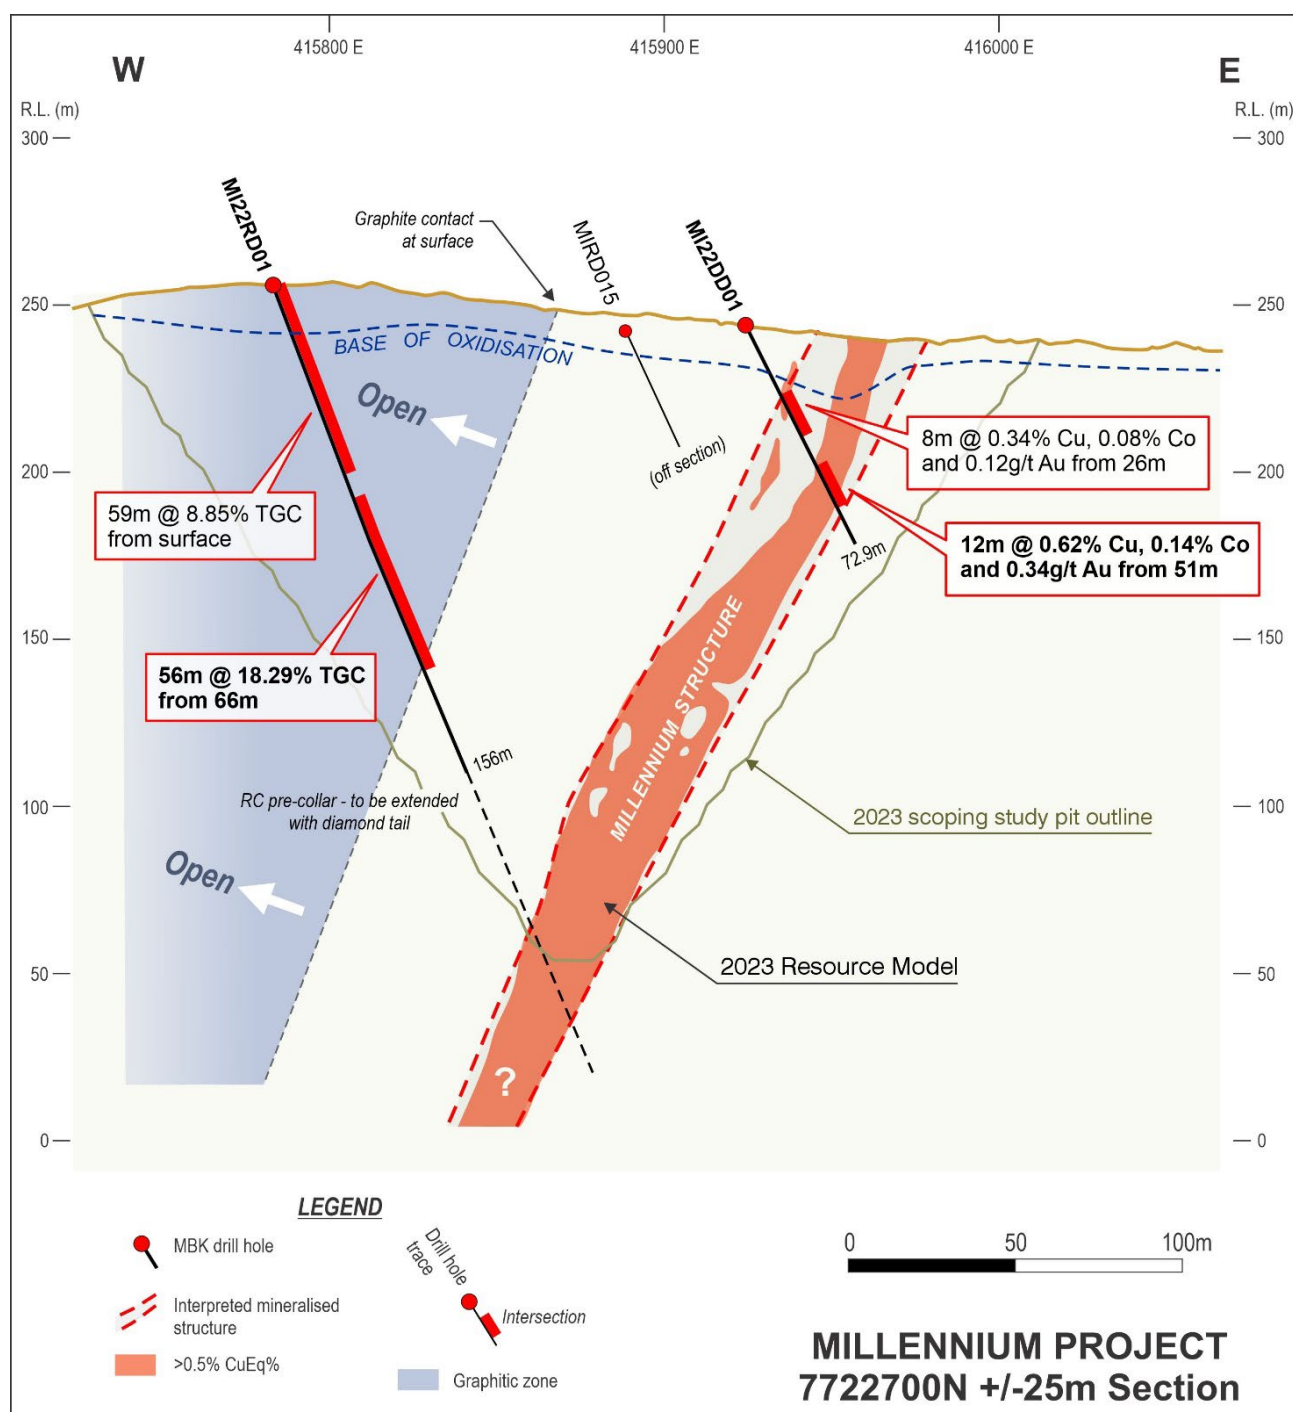 415800 E
415900 E
416000 E
W
E
R.L. (m)
R.L. (m)
300
300
MI22RD01
Graphite contact
at surface
MIRD015
MI22DD01
250
250
BASE OF OXIDISATION
Open
(off section)
8m @ 0.34% Cu, 0.08% Co
and 0.12g/t Au from 26m
200
200
59m @ 8.85% TGC
from surface
72.9m
12m @ 0.62% Cu, 0.14% Co
and 0.34g/t Au from 51m
150
150
56m @ 18.29% TGC
from 66m
MILLENNIUM STRUCTURE
156m
RC pre-collar - to be extended
with diamond tail
100
100
2023 scoping study pit outline
Open
2023 Resource Model
50
50
?
0
0
LEGEND
MBK drill hole
Drill hole
trace
Interpreted mineralised
structure
Intersection
>0.5% CuEq%
Graphitic zone
0 50 100m
MILLENNIUM PROJECT
7722700N +/-25m Section